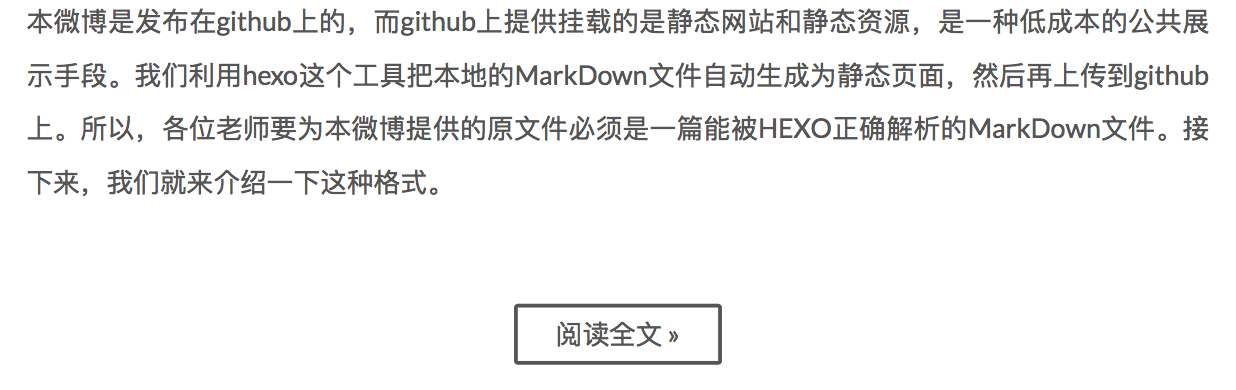 本微博是发布在github上的，而github上提供挂载的是静态网站和静态资源，是一种低成本的公共展
示手段。我们利用hexo这个工具把本地的MarkDown文件自动生成为静态页面，然后再上传到github
上。所以，各位老师要为本微博提供的原文件必须是一篇能被HEXO正确解析的MarkDown文件。接
下来，我们就来介绍一下这种格式。
阅读全文 »